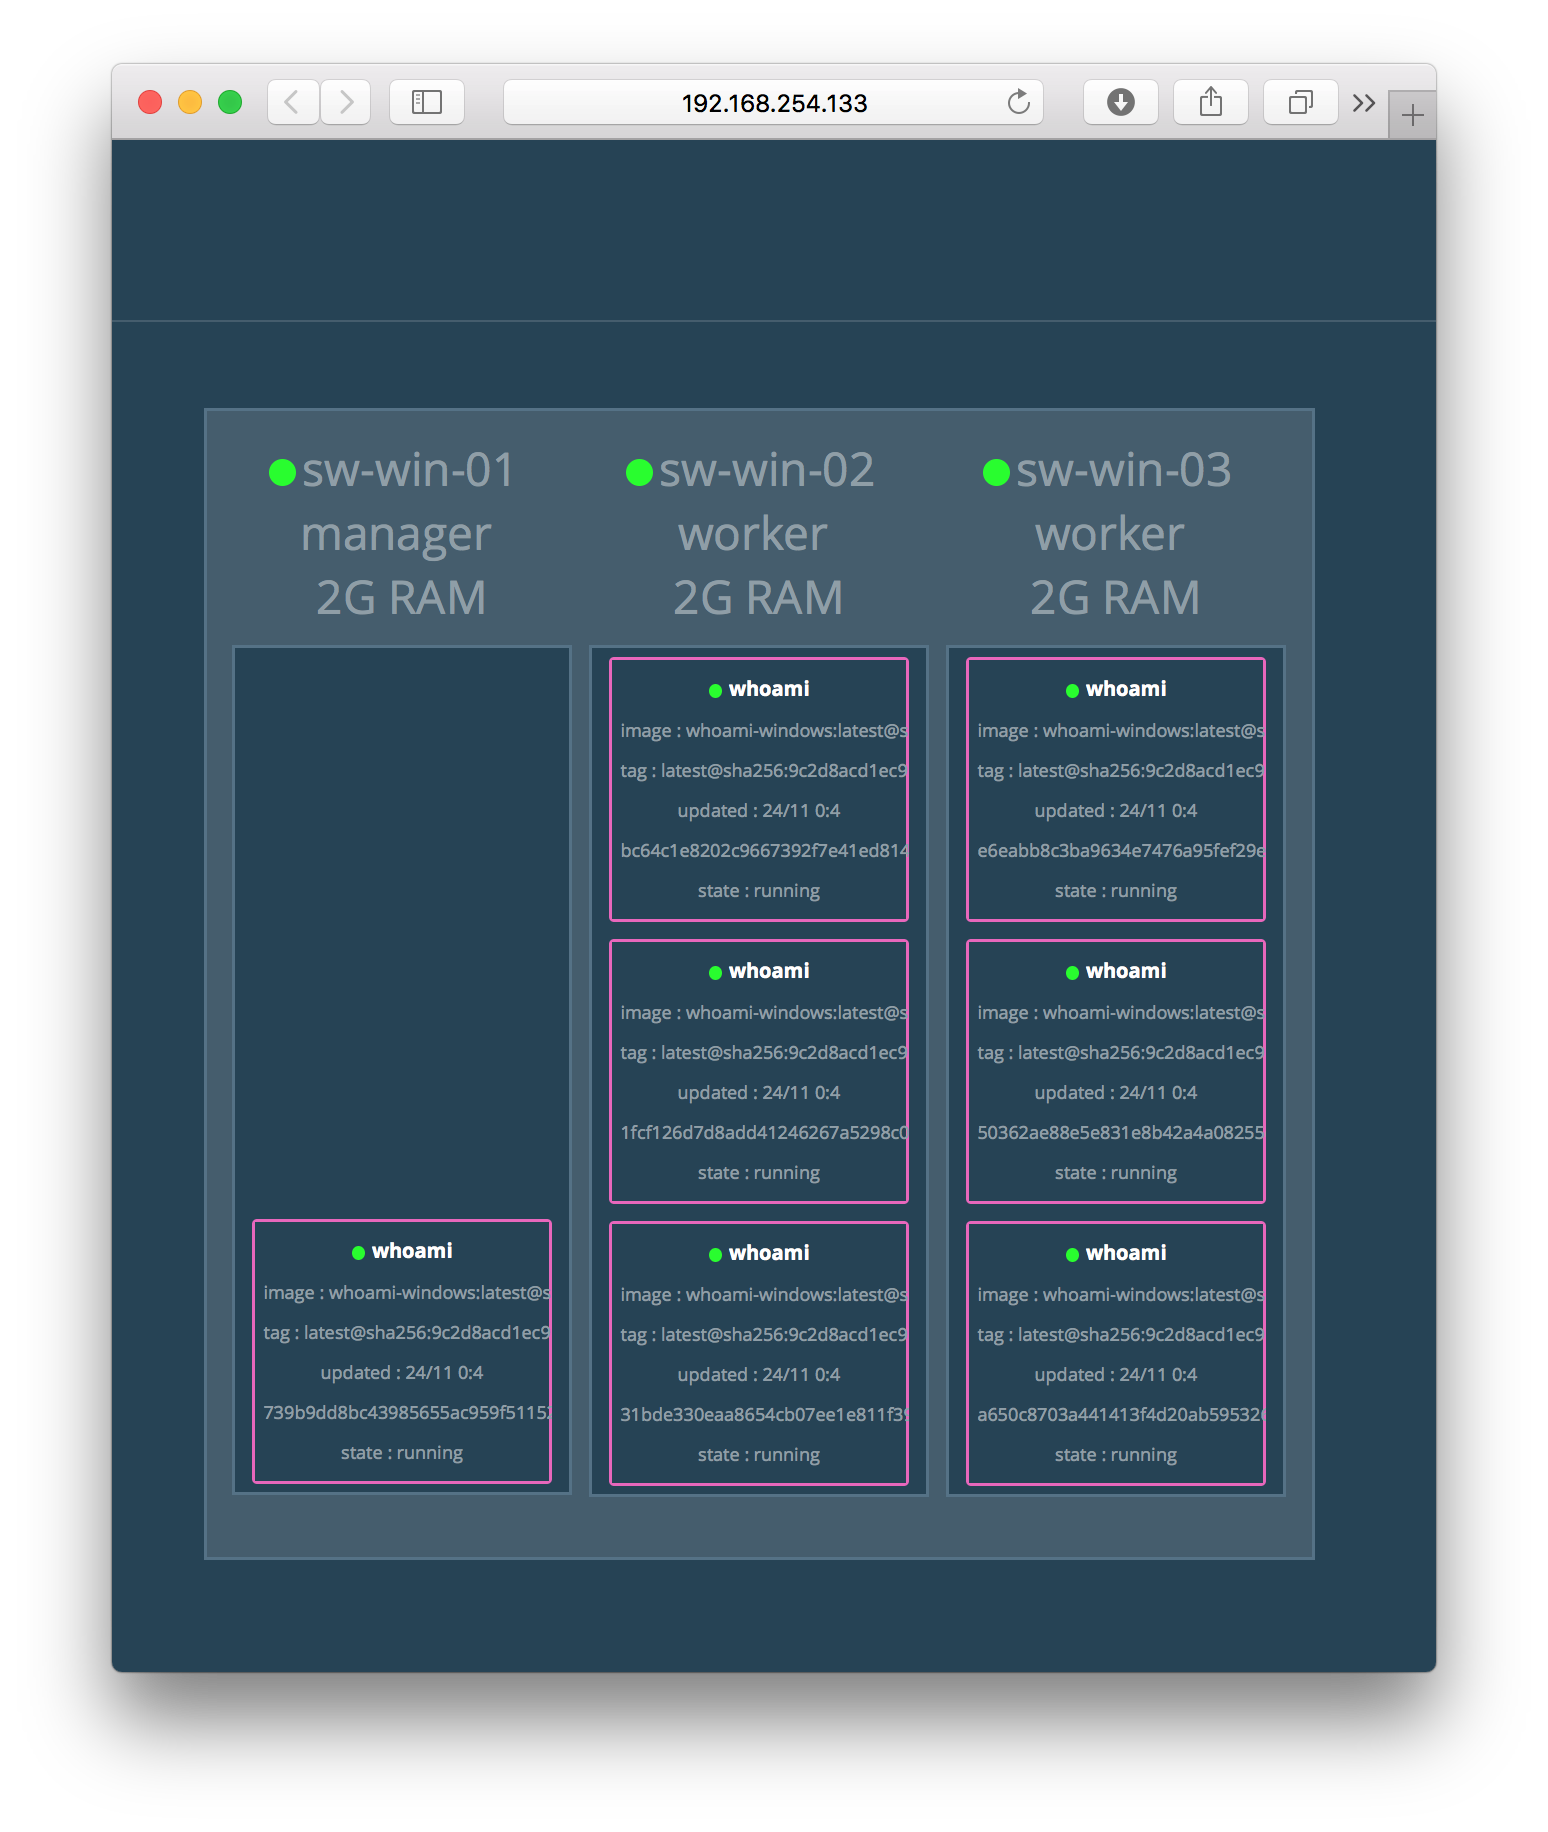 192.168.254.133
sw-win-01
manager
2G RAM
whoami
image : whoami-windows:latest@s
tag : latest@sha256:9c2d8acd1ec9
updated : 24/11 0:4
739b9dd8bc43985655ac959f51152
state : running
sw-win-02
worker
2G RAM
whoami
image : whoami-windows:latest@s
tag : latest@sha256:9c2d8acd1ec9
updated : 24/11 0:4
bc64c1e8202c9667392f7e41ed814
state : running
whoami
image : whoami-windows:latest@s
tag : latest@sha256:9c2d8acd1ec9
updated : 24/11 0:4
1fcf126d7d8add41246267a5298c0
state : running
whoami
image : whoami-windows:latest@s
tag : latest@sha256:9c2d8acd1ec9
updated : 24/11 0:4
31bde330eaa8654cb07ee1e811f39
state : running
sw-win-03
worker
2G RAM
whoami
image : whoami-windows:latest@s
tag : latest@sha256:9c2d8acd1ec9
updated : 24/11 0:4
e6eabb8c3ba9634e7476a95fef29e
state : running
whoami
image : whoami-windows:latest@s
tag : latest@sha256:9c2d8acd1ec9
updated : 24/11 0:4
50362ae88e5e831e8b42a4a08255
state : running
whoami
image : whoami-windows:latest@s
tag : latest@sha256:9c2d8acd1ec9
updated : 24/11 0:4
a650c8703a441413f4d20ab595326
state : running